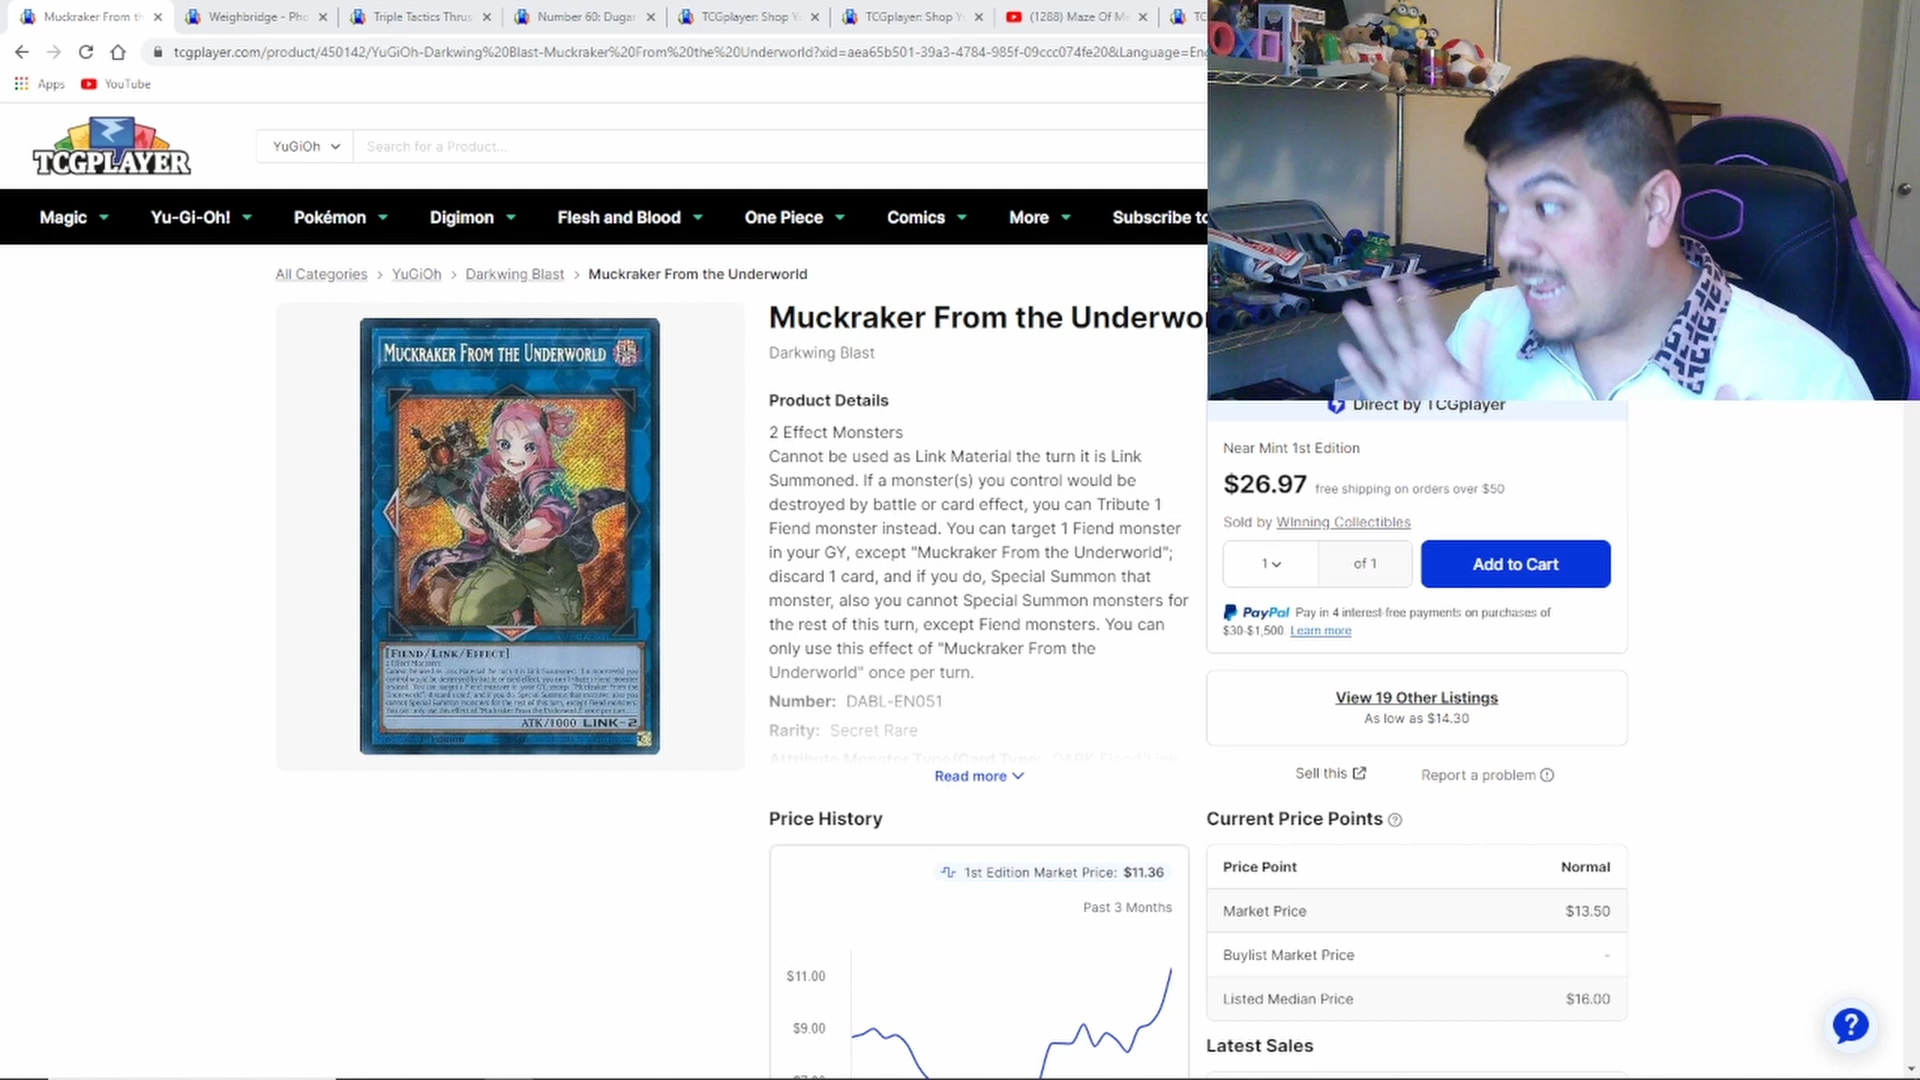 Muckraker From th
Weighbridge - Pho
Triple Tactics Thrus
Number 60: Dugar
TCGplayer: Shop Y
TCGplayer: Shop Y
(1288) Maze Of M
TC
tcgplayer.com/product/450142/YuGiOh-Darkwing%20Blast-Muckraker%20From%20the%20Underworld?xid=aea65b501-39a3-4784-985f-09ccc074fe20&Language=En
Apps
YouTube
TCGPLAYER
YuGiOh
Search for a Product...
Magic
Yu-Gi-Oh!
Pokémon
Digimon
Flesh and Blood
One Piece
Comics
More
Subscribe to
All Categories > YuGiOh > Darkwing Blast > Muckraker From the Underworld
MUCKRAKER FROM THE UNDERWORLD
[FIEND/LINK/EFFECT]
2 Effect Monsters
ATK/1000 LINK-2
Muckraker From the Underwo
Darkwing Blast
Product Details
2 Effect Monsters
Cannot be used as Link Material the turn it is Link
Summoned. If a monster(s) you control would be
destroyed by battle or card effect, you can Tribute 1
Fiend monster instead. You can target 1 Fiend monster
in your GY, except "Muckraker From the Underworld";
discard 1 card, and if you do, Special Summon that
monster, also you cannot Special Summon monsters for
the rest of this turn, except Fiend monsters. You can
only use this effect of "Muckraker From the
Underworld" once per turn.
Number: DABL-EN051
Rarity: Secret Rare
Attribute Monster Type/Card Type: DARK Fiend/Link
Read more
Direct by TCGplayer
Near Mint 1st Edition
$26.97 free shipping on orders over $50
Sold by Winning Collectibles
1
of 1
Add to Cart
PayPal Pay in 4 interest-free payments on purchases of
$30-$1,500. Learn more
View 19 Other Listings
As low as $14.30
Sell this
Report a problem
Price History
1st Edition Market Price: $11.36
Past 3 Months
$11.00
$9.00
Current Price Points
Price Point Normal
Market Price $13.50
Buylist Market Price -
Listed Median Price $16.00
Latest Sales